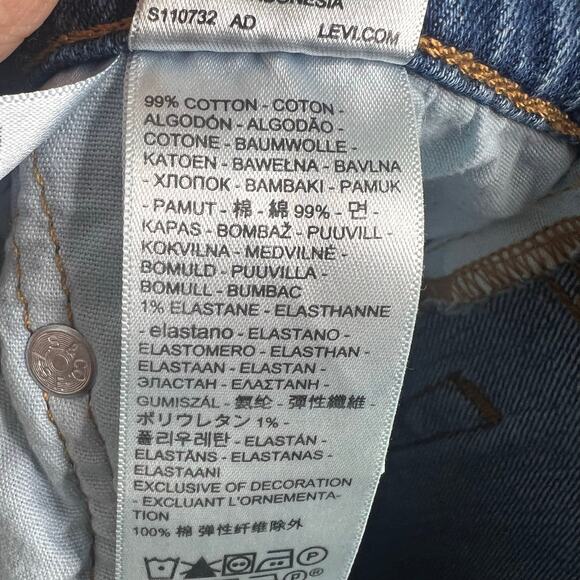 S110732 AD LEVI.COM
99% COTTON - COTON -
ALGODÓN - ALGODÃO -
COTONE - BAUMWOLLE -
KATOEN - BAWEŁNA - BAVLNA
- ХЛОПОК - ΒΑΜΒΑΚΙ - PAMUK
- PAMUT - 棉 - 綿 99% - 면 -
KAPAS - BOMBAŽ - PUUVILL -
KOKVILNA - MEDVILNĖ -
BOMULD - PUUVILLA -
BOMULL - BUMBAC
1% ELASTANE - ELASTHANNE
- elastano - ELASTANO -
ELASTOMERO - ELASTHAN -
ELASTAAN - ELASTAN -
ЭЛАСТАН - ΕΛΑΣΤΑΝΗ -
GUMISZÁL - 氨纶 - 弾性纖維 -
ポリウレタン 1% -
폴리우레탄 - ELASTÁN -
ELASTĀNS - ELASTANAS -
ELASTAANI
EXCLUSIVE OF DECORATION
- EXCLUANT L'ORNEMENTA-
TION
100% 棉 弹性纤维除外